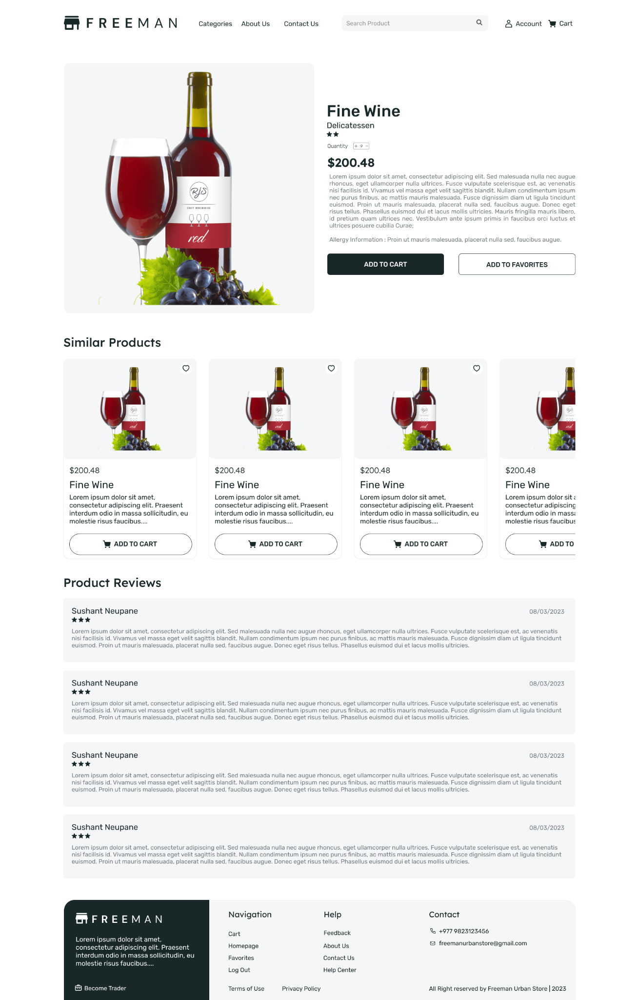 FREEMAN
Categories
About Us
Contact Us
Search Product
Account
Cart
RJS
CRAFT WINEMAKING
red
Fine Wine
Delicatessen
Quantity + 9 -
$200.48
Lorem ipsum dolor sit amet, consectetur adipiscing elit. Sed malesuada nulla nec augue
rhoncus, eget ullamcorper nulla ultrices. Fusce vulputate scelerisque est, ac venenatis
nisi facilisis id. Vivamus vel massa eget velit sagittis blandit. Nullam condimentum ipsum
nec purus finibus, ac mattis mauris malesuada. Fusce dignissim diam ut ligula tincidunt
euismod. Proin ut mauris malesuada, placerat nulla sed, faucibus augue. Donec eget
risus tellus. Phasellus euismod dui et lacus mollis ultricies. Mauris fringilla mauris libero,
id pretium quam ultrices nec. Vestibulum ante ipsum primis in faucibus orci luctus et
ultrices posuere cubilia Curae;
Allergy Information : Proin ut mauris malesuada, placerat nulla sed, faucibus augue.
ADD TO CART
ADD TO FAVORITES
Similar Products
RJS
red
$200.48
Fine Wine
Lorem ipsum dolor sit amet,
consectetur adipiscing elit. Praesent
interdum odio in massa sollicitudin, eu
molestie risus faucibus....
ADD TO CART
RJS
red
$200.48
Fine Wine
Lorem ipsum dolor sit amet,
consectetur adipiscing elit. Praesent
interdum odio in massa sollicitudin, eu
molestie risus faucibus....
ADD TO CART
RJS
red
$200.48
Fine Wine
Lorem ipsum dolor sit amet,
consectetur adipiscing elit. Praesent
interdum odio in massa sollicitudin, eu
molestie risus faucibus....
ADD TO CART
RJS
red
$200.48
Fine Wine
Lorem ipsum dolor sit
consectetur adipiscing
interdum odio in massa
molestie risus faucibus
ADD TO
Product Reviews
Sushant Neupane
08/03/2023
Lorem ipsum dolor sit amet, consectetur adipiscing elit. Sed malesuada nulla nec augue rhoncus, eget ullamcorper nulla ultrices. Fusce vulputate scelerisque est, ac venenatis
nisi facilisis id. Vivamus vel massa eget velit sagittis blandit. Nullam condimentum ipsum nec purus finibus, ac mattis mauris malesuada. Fusce dignissim diam ut ligula tincidunt
euismod. Proin ut mauris malesuada, placerat nulla sed, faucibus augue. Donec eget risus tellus. Phasellus euismod dui et lacus mollis ultricies.
Sushant Neupane
08/03/2023
Lorem ipsum dolor sit amet, consectetur adipiscing elit. Sed malesuada nulla nec augue rhoncus, eget ullamcorper nulla ultrices. Fusce vulputate scelerisque est, ac venenatis
nisi facilisis id. Vivamus vel massa eget velit sagittis blandit. Nullam condimentum ipsum nec purus finibus, ac mattis mauris malesuada. Fusce dignissim diam ut ligula tincidunt
euismod. Proin ut mauris malesuada, placerat nulla sed, faucibus augue. Donec eget risus tellus. Phasellus euismod dui et lacus mollis ultricies.
Sushant Neupane
08/03/2023
Lorem ipsum dolor sit amet, consectetur adipiscing elit. Sed malesuada nulla nec augue rhoncus, eget ullamcorper nulla ultrices. Fusce vulputate scelerisque est, ac venenatis
nisi facilisis id. Vivamus vel massa eget velit sagittis blandit. Nullam condimentum ipsum nec purus finibus, ac mattis mauris malesuada. Fusce dignissim diam ut ligula tincidunt
euismod. Proin ut mauris malesuada, placerat nulla sed, faucibus augue. Donec eget risus tellus. Phasellus euismod dui et lacus mollis ultricies.
Sushant Neupane
08/03/2023
Lorem ipsum dolor sit amet, consectetur adipiscing elit. Sed malesuada nulla nec augue rhoncus, eget ullamcorper nulla ultrices. Fusce vulputate scelerisque est, ac venenatis
nisi facilisis id. Vivamus vel massa eget velit sagittis blandit. Nullam condimentum ipsum nec purus finibus, ac mattis mauris malesuada. Fusce dignissim diam ut ligula tincidunt
euismod. Proin ut mauris malesuada, placerat nulla sed, faucibus augue. Donec eget risus tellus. Phasellus euismod dui et lacus mollis ultricies.
FREEMAN
Lorem ipsum dolor sit amet,
consectetur adipiscing elit. Praesent
interdum odio in massa sollicitudin, eu
molestie risus faucibus....
Become Trader
Navigation
Cart
Homepage
Favorites
Log Out
Help
Feedback
About Us
Contact Us
Help Center
Contact
+977 9823123456
freemanurbanstore@gmail.com
Terms of Use
Privacy Policy
All Right reserved by Freeman Urban Store | 2023